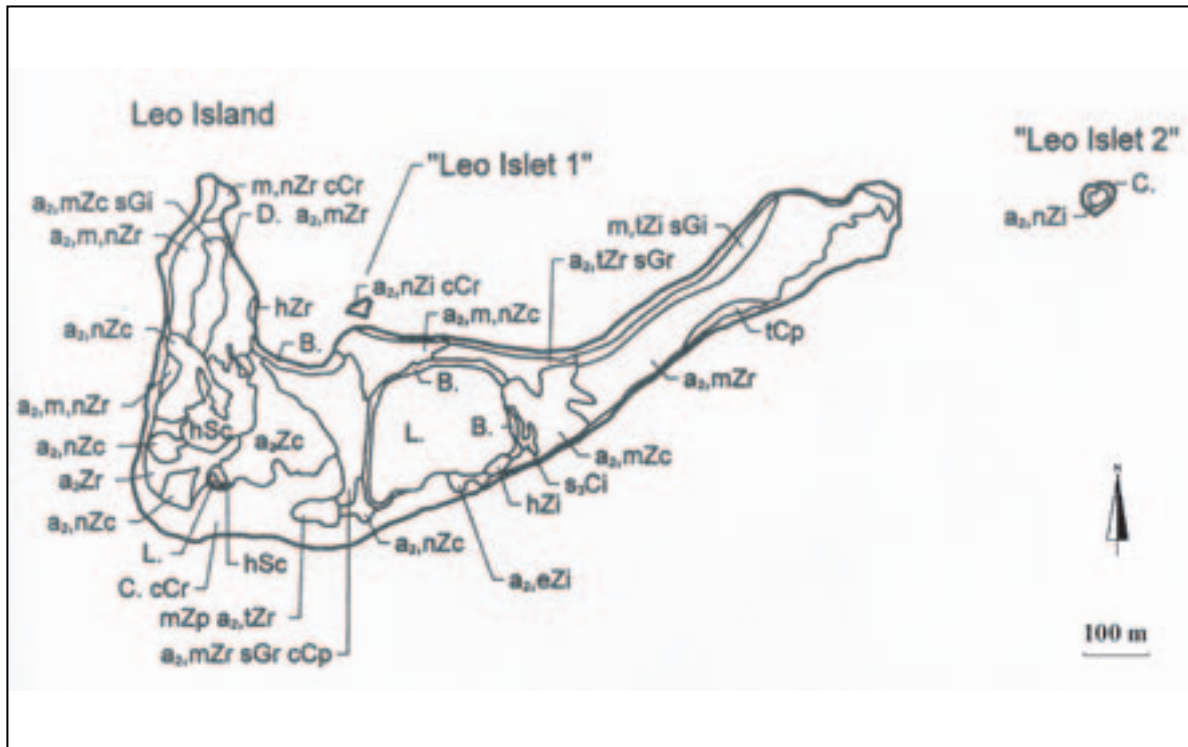 Leo Island
"Leo Islet 1"
"Leo Islet 2"
C.
a₂,nZi
m,nZr cCr
a₂,mZc sGi
D. a₂,mZr
a₂,m,nZr
m,tZi sGi
a₂,tZr sGr
a₂,nZi cCr
hZr
a₂,m,nZc
a₂,nZc
B.
tCp
B.
a₂,mZr
a₂,m,nZr
hSc
a₂Zc
L.
B.
a₂,nZc
a₂,mZc
a₂Zr
s₃Ci
hZi
a₂,nZc
L.
hSc
a₂,nZc
C. cCr
a₂,eZi
mZp a₂,tZr
a₂,mZr sGr cCp
N
100 m